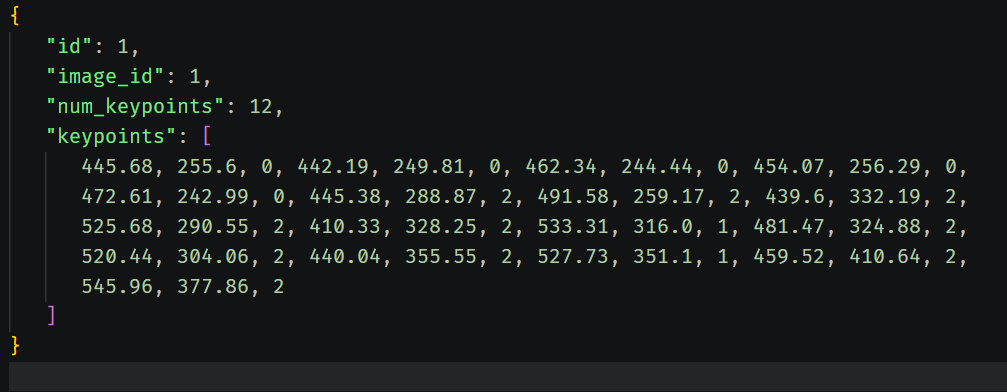 {
"id": 1,
"image_id": 1,
"num_keypoints": 12,
"keypoints": [
445.68, 255.6, 0, 442.19, 249.81, 0, 462.34, 244.44, 0, 454.07, 256.29, 0,
472.61, 242.99, 0, 445.38, 288.87, 2, 491.58, 259.17, 2, 439.6, 332.19, 2,
525.68, 290.55, 2, 410.33, 328.25, 2, 533.31, 316.0, 1, 481.47, 324.88, 2,
520.44, 304.06, 2, 440.04, 355.55, 2, 527.73, 351.1, 1, 459.52, 410.64, 2,
545.96, 377.86, 2
]
}